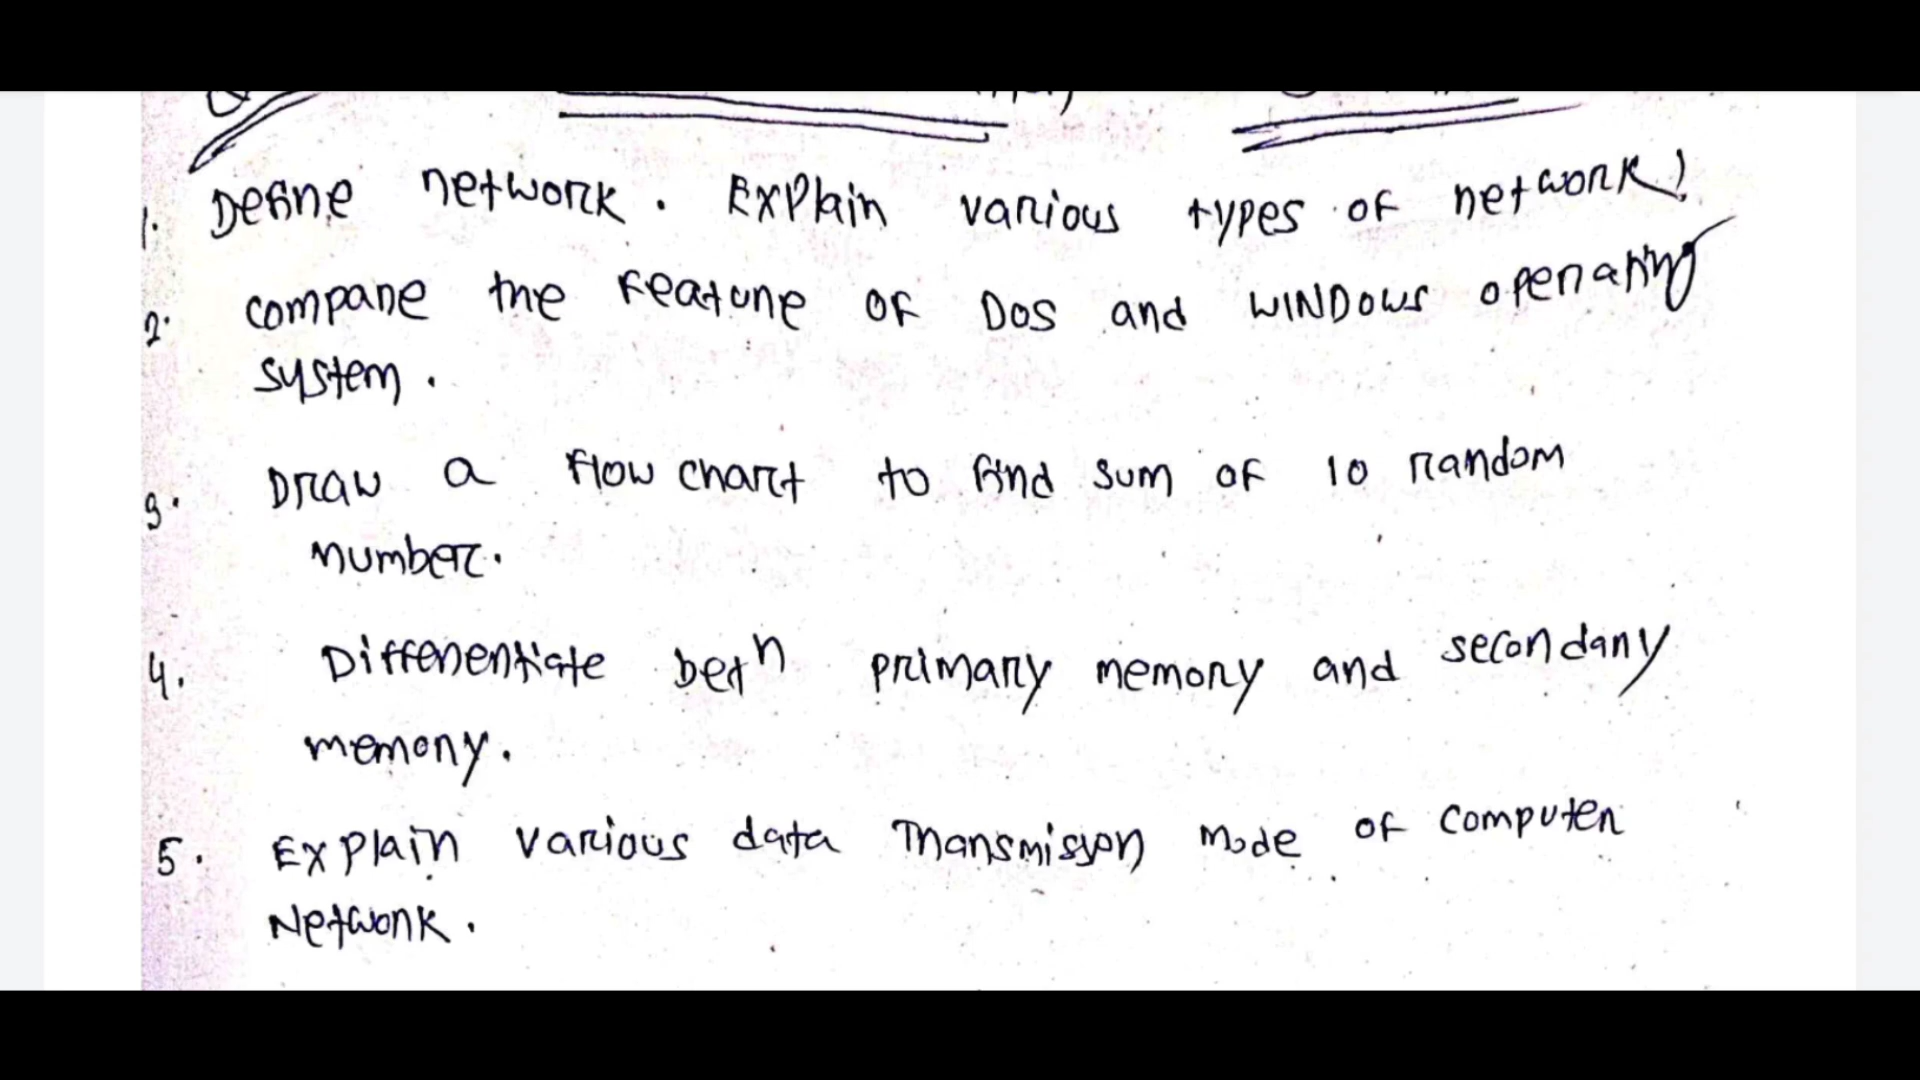 1. Define network. Explain various types of network!
2. compare the feature of DOS and WINDOWS operating
system.
3. Draw a flow chart to find sum of 10 random
number.
4. Differentiate betn primary memory and secondary
memory.
5. Explain various data Transmission mode of computer
Network.